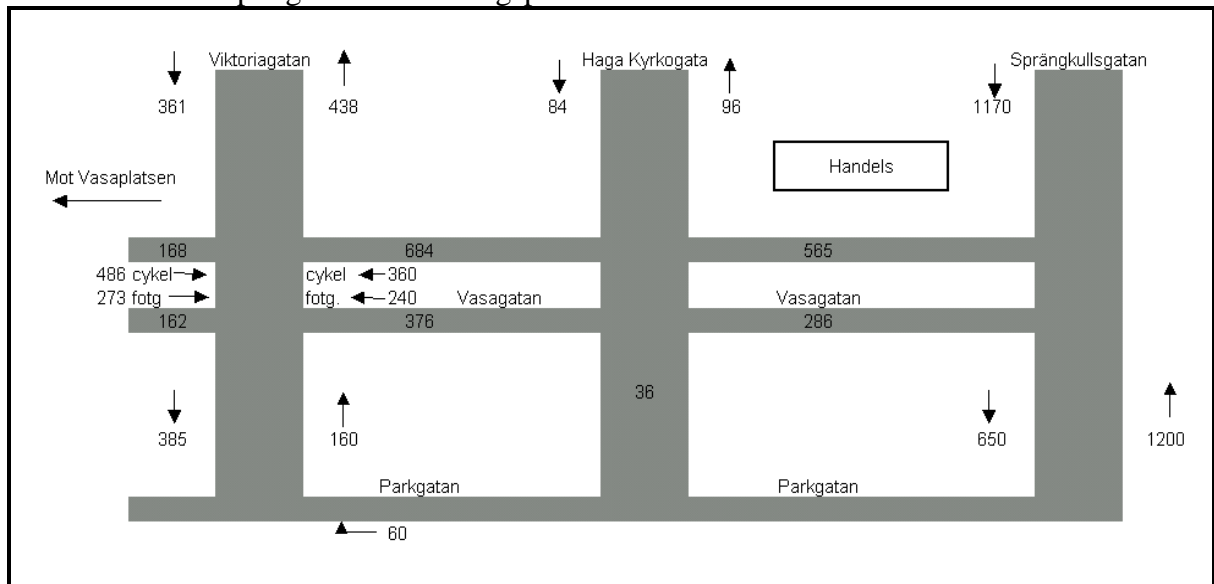 Viktoriagatan Haga Kyrkogata Sprängkullsgatan
361 438 84 96 1170
Handels
Mot Vasaplatsen
168 684 565
486 cykel cykel 360
273 fotg fotg. 240 Vasagatan Vasagatan
162 376 286
36
385 160 650 1200
Parkgatan Parkgatan
60